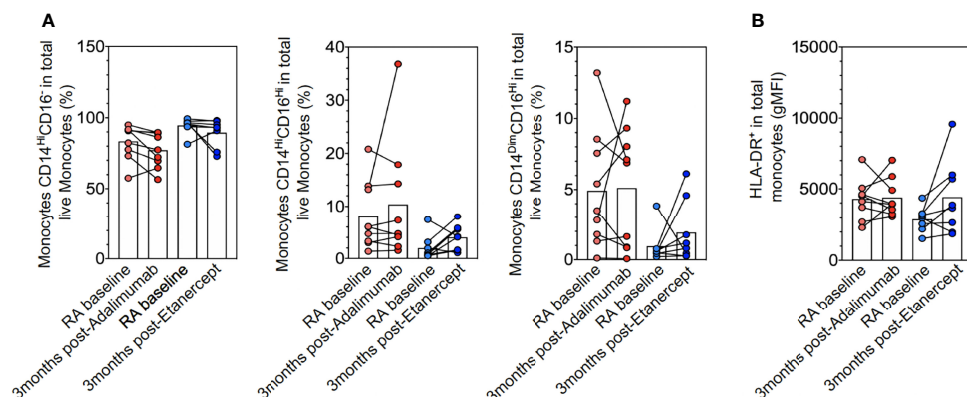 A
Monocytes CD14HiCD16- in total
live Monocytes (%)
150
100
50
0
RA baseline
3months post-Adalimumab
RA baseline
3months post-Etanercept
Monocytes CD14HiCD16Hi in total
live Monocytes (%)
40
30
20
10
0
RA baseline
3months post-Adalimumab
RA baseline
3months post-Etanercept
Monocytes CD14DimCD16Hi in total
live Monocytes (%)
15
10
5
0
RA baseline
3months post-Adalimumab
RA baseline
3months post-Etanercept
B
HLA-DR+ in total
monocytes (gMFI)
15000
10000
4000
0
RA baseline
3months post-Adalimumab
RA baseline
3months post-Etanercept